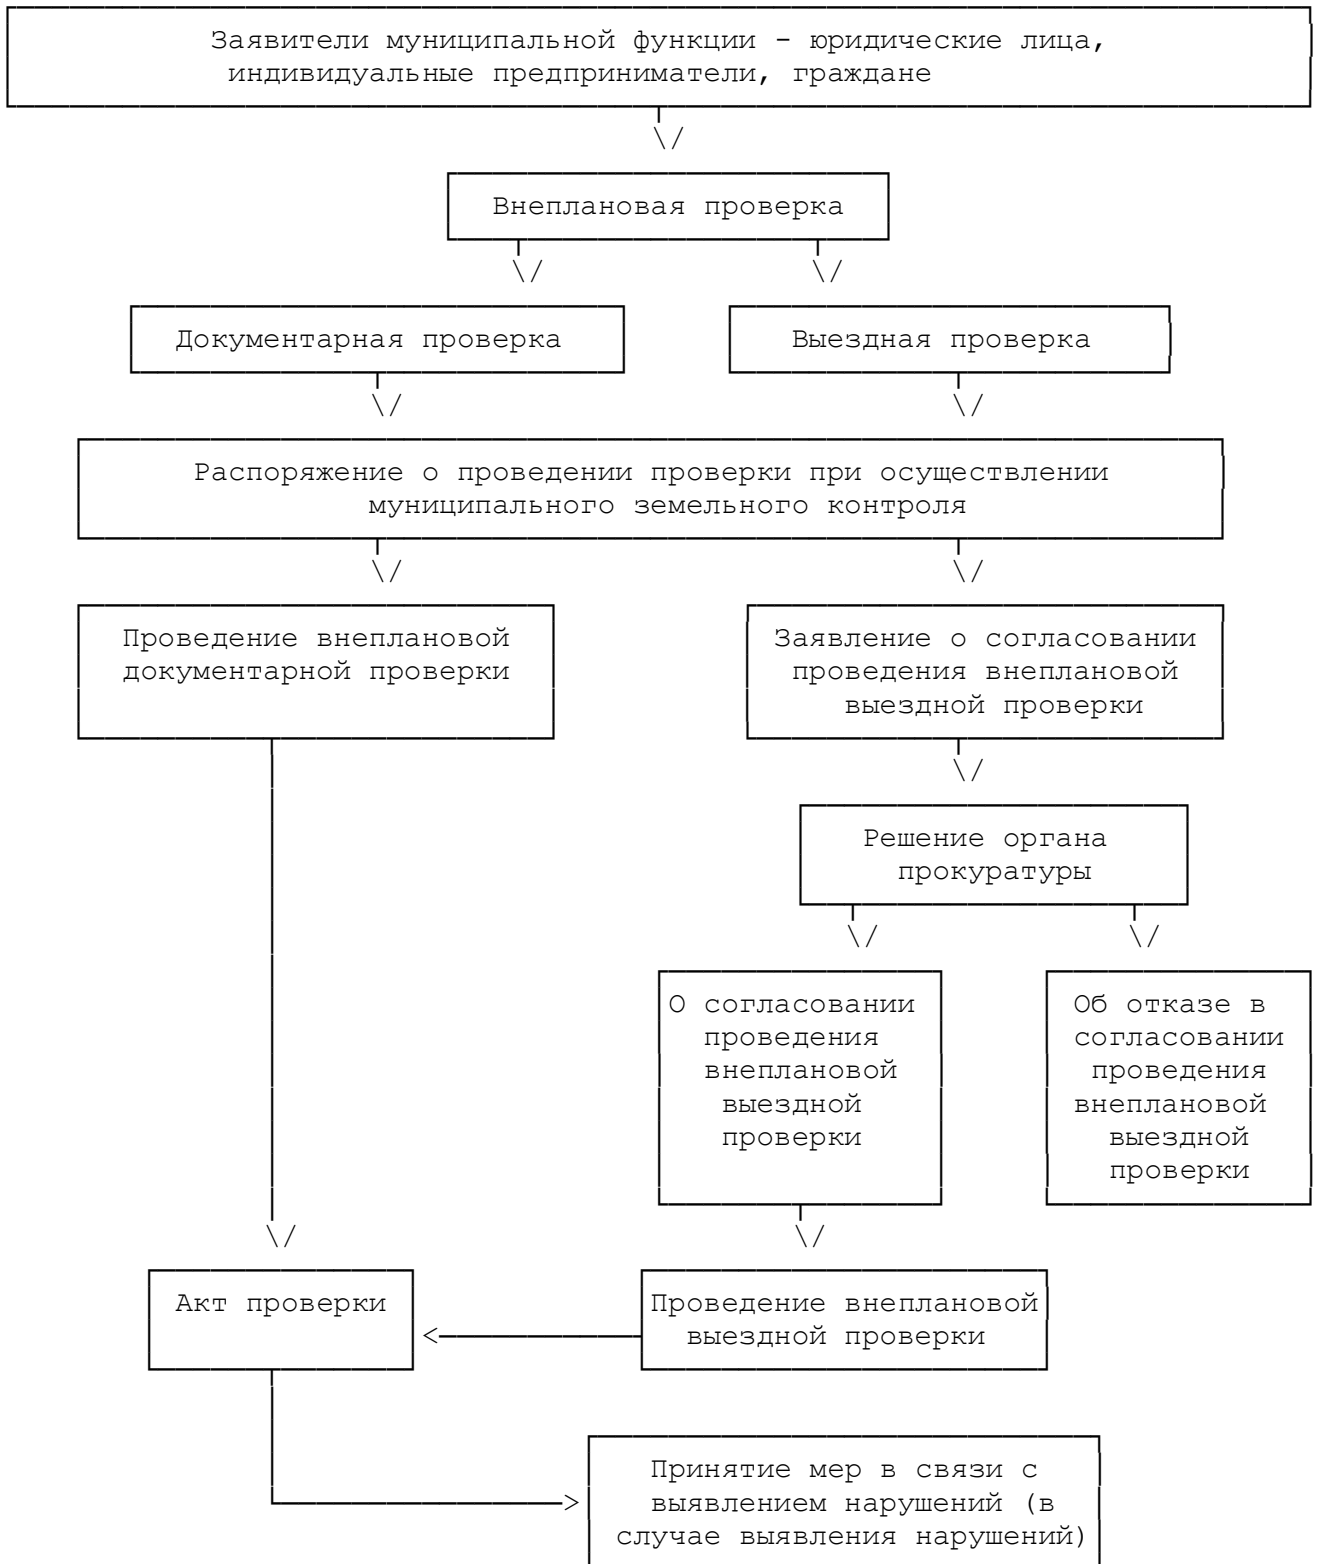 Заявители муниципальной функции - юридические лица,
индивидуальные предприниматели, граждане
Внеплановая проверка
Документарная проверка
Выездная проверка
Распоряжение о проведении проверки при осуществлении
муниципального земельного контроля
Проведение внеплановой
документарной проверки
Заявление о согласовании
проведения внеплановой
выездной проверки
Решение органа
прокуратуры
О согласовании
проведения
внеплановой
выездной
проверки
Об отказе в
согласовании
проведения
внеплановой
выездной
проверки
Акт проверки
Проведение внеплановой
выездной проверки
Принятие мер в связи с
выявлением нарушений (в
случае выявления нарушений)